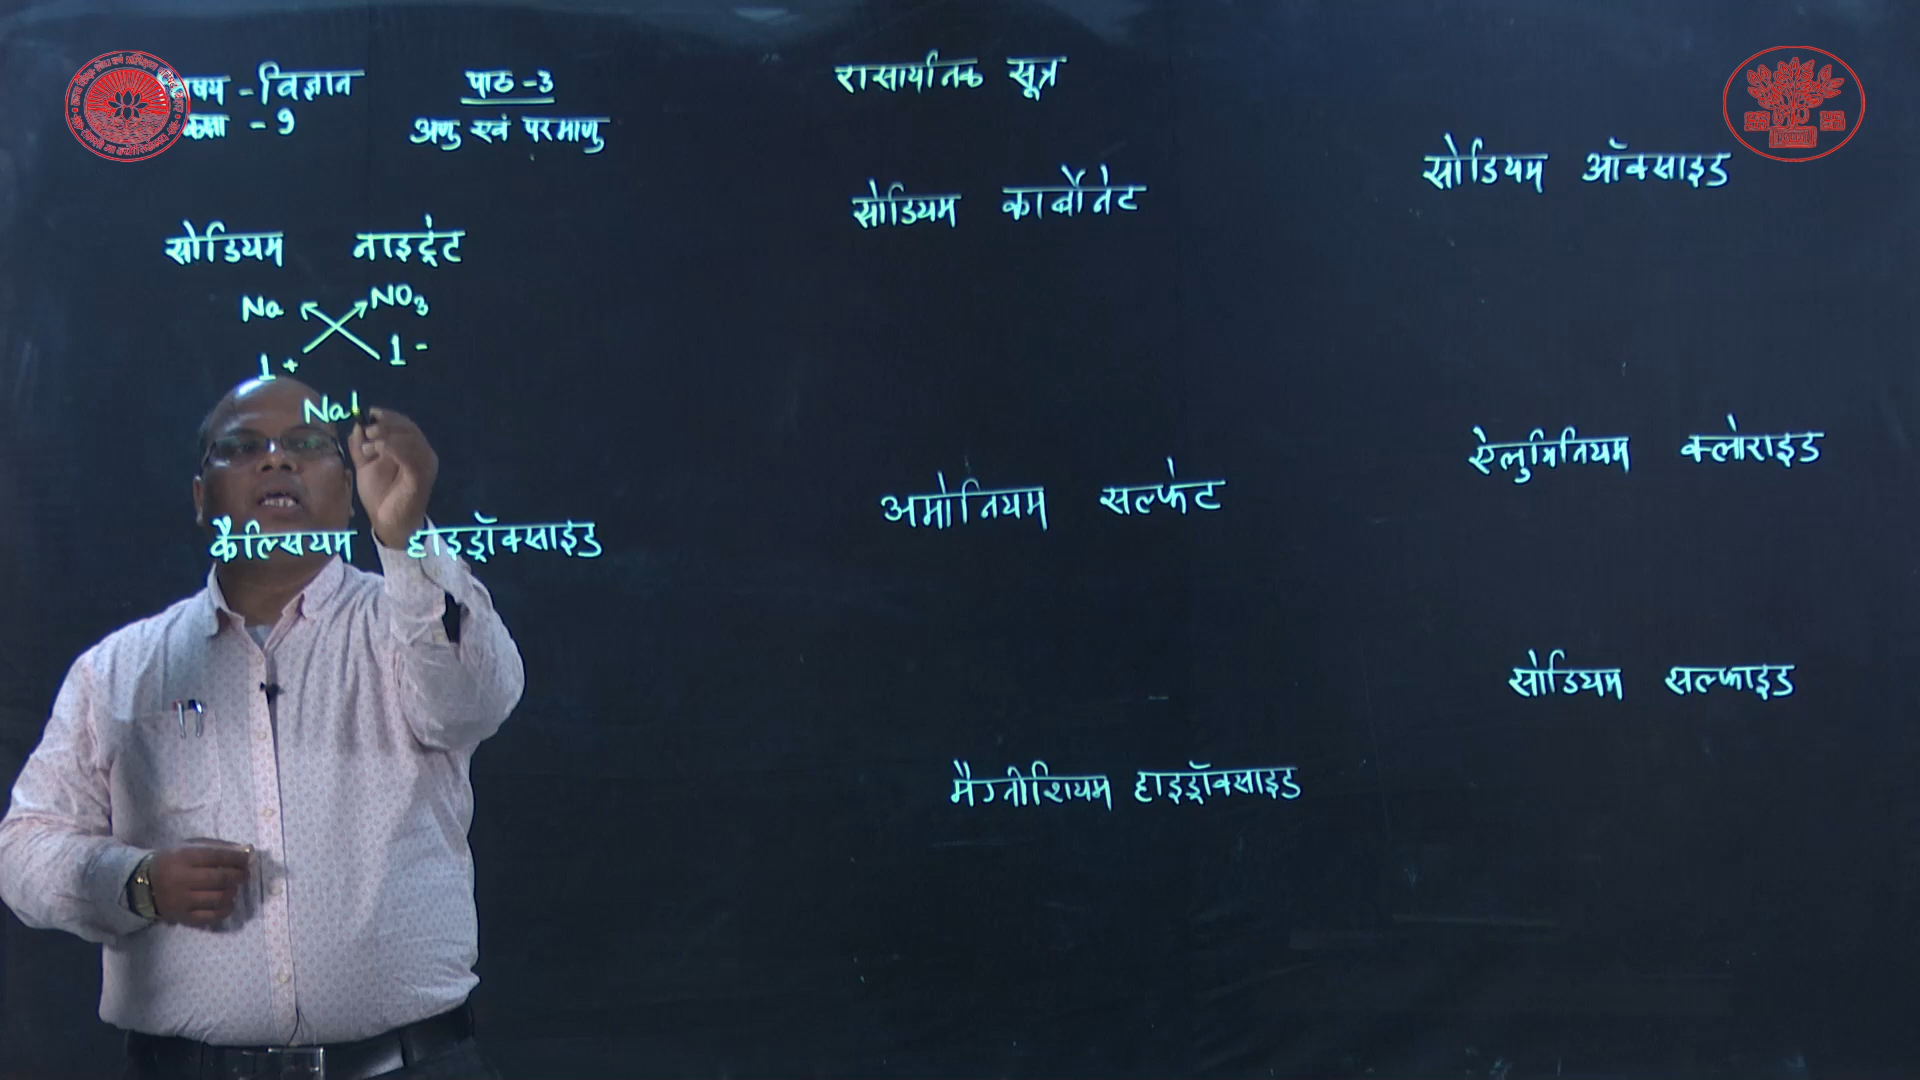 विषय - विज्ञान
कक्षा - 9
पाठ -3
अणु एवं परमाणु
रासायनिक सूत्र
सोडियम नाइट्रेट
Na NO3
1+ 1-
Na
कैल्सियम हाइड्रॉक्साइड
सोडियम कार्बोनेट
अमोनियम सल्फेट
मैग्नीशियम हाइड्रॉक्साइड
सोडियम ऑक्साइड
ऐलुमिनियम क्लोराइड
सोडियम सल्फाइड